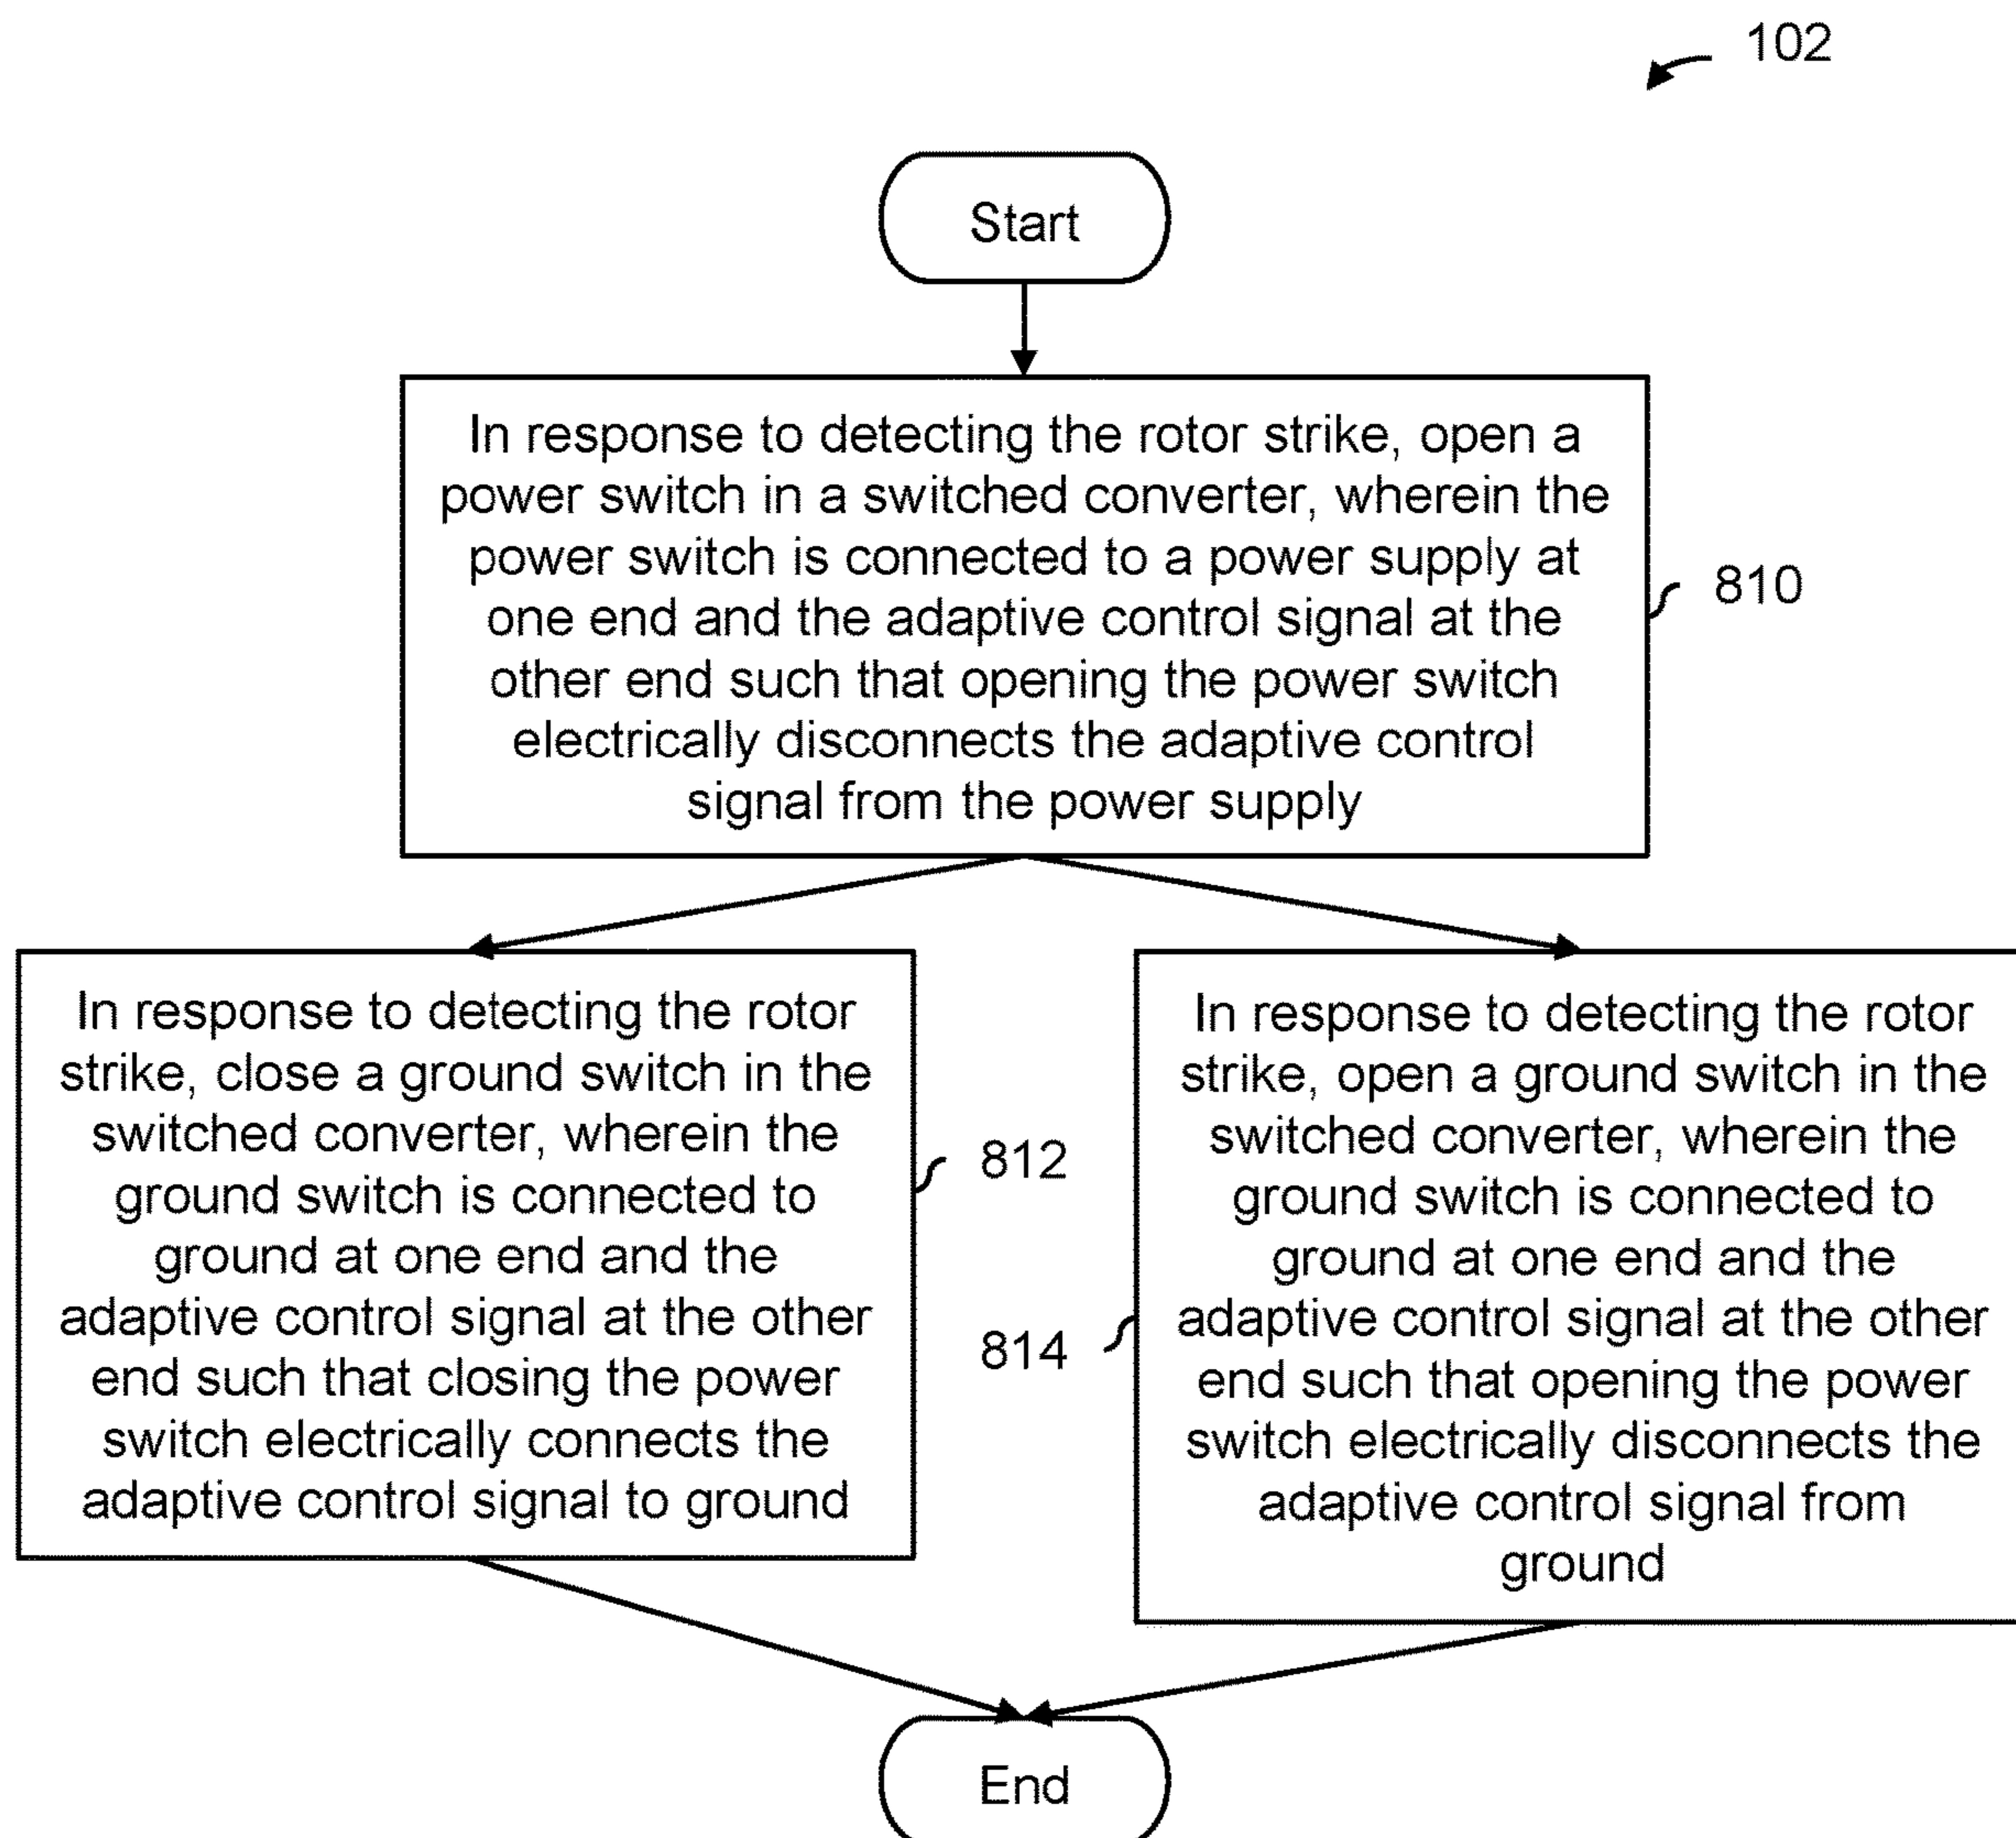 102
Start
In response to detecting the rotor strike, open a
power switch in a switched converter, wherein the
power switch is connected to a power supply at
one end and the adaptive control signal at the
other end such that opening the power switch
electrically disconnects the adaptive control
signal from the power supply
810
In response to detecting the rotor
strike, close a ground switch in the
switched converter, wherein the
ground switch is connected to
ground at one end and the
adaptive control signal at the other
end such that closing the power
switch electrically connects the
adaptive control signal to ground
812
In response to detecting the rotor
strike, open a ground switch in the
switched converter, wherein the
ground switch is connected to
ground at one end and the
adaptive control signal at the other
end such that opening the power
switch electrically disconnects the
adaptive control signal from
ground
814
End